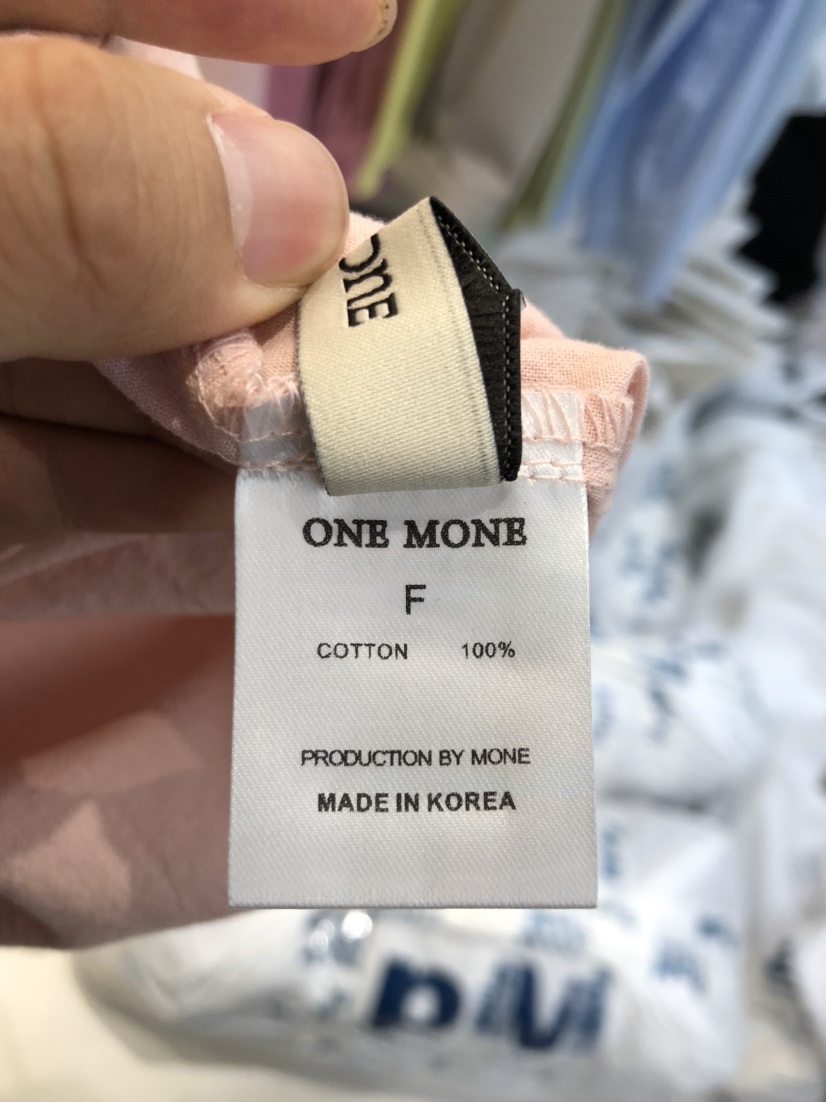 ONE MONE
F
COTTON 100%
PRODUCTION BY MONE
MADE IN KOREA